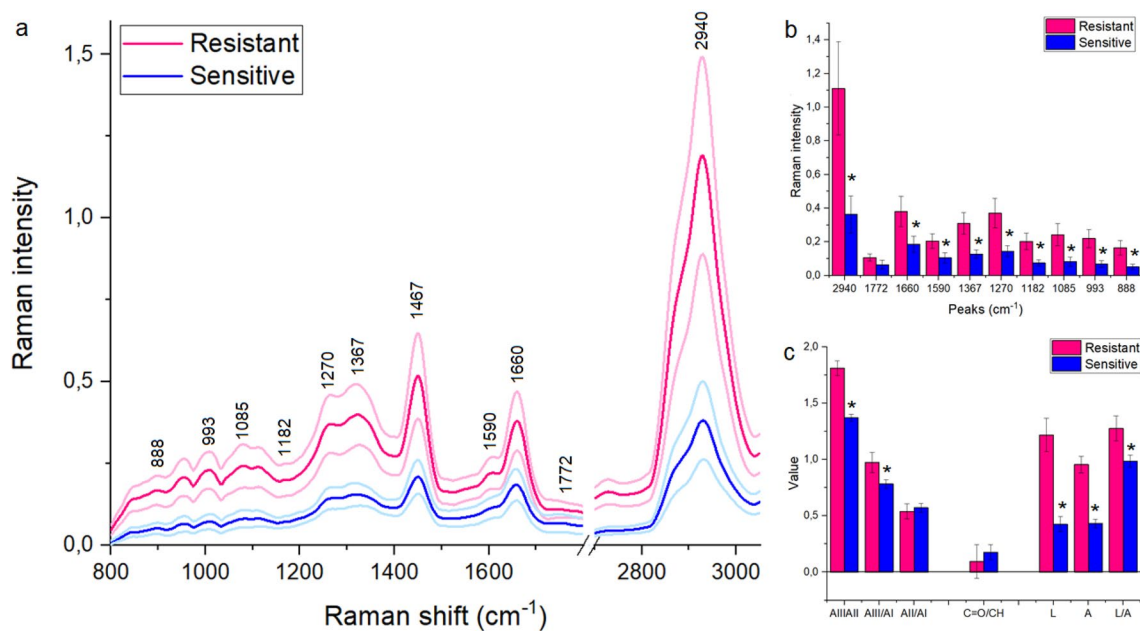 a
Resistant
Sensitive
2940
1467
1660
1270
1367
1085
993
888
1182
1590
1772
1,5
1,0
0,5
0,0
Raman intensity
800 1000 1200 1400 1600 2800 3000
Raman shift (cm-1)
b
Resistant
Sensitive
1,4
1,2
1,0
0,8
0,6
0,4
0,2
0,0
Raman intensity
* * * * * * * * *
2940 1772 1660 1590 1367 1270 1182 1085 993 888
Peaks (cm-1)
c
Resistant
Sensitive
2,0
1,5
1,0
0,5
0,0
Value
* * * * *
AIIIAII AIII/AI AII/AI C=O/CH L A L/A